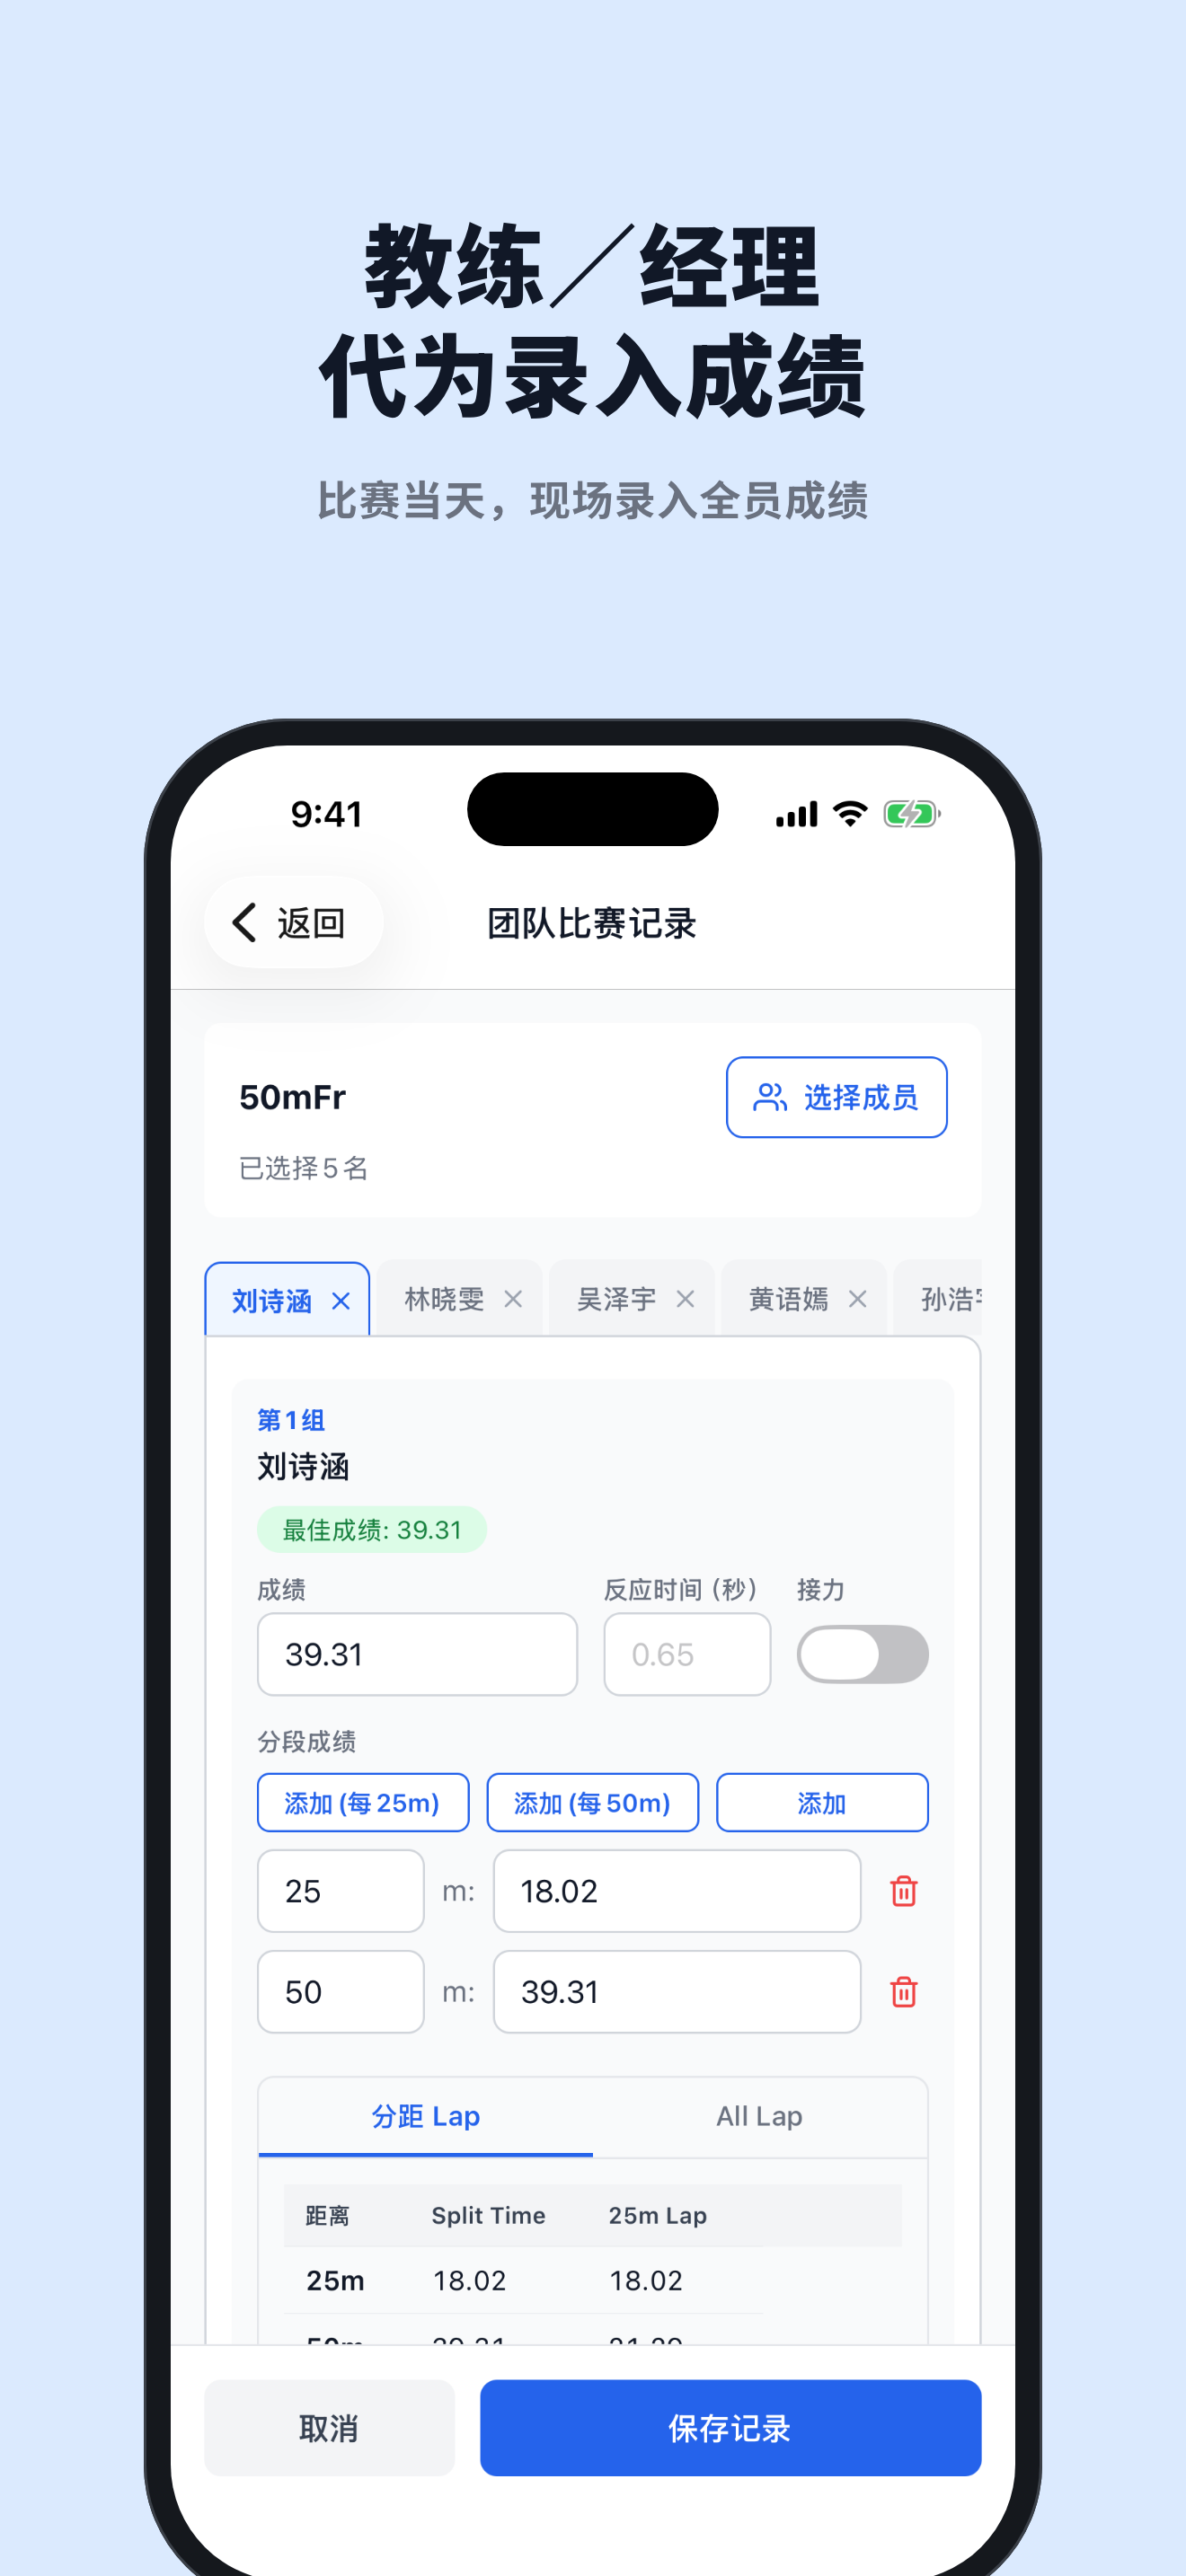 教练／经理
代为录入成绩
比赛当天，现场录入全员成绩
9:41
返回
团队比赛记录
50mFr
选择成员
已选择 5 名
刘诗涵
林晓雯
吴泽宇
黄语嫣
孙浩
第 1 组
刘诗涵
最佳成绩: 39.31
成绩
反应时间（秒）
接力
39.31
0.65
分段成绩
添加 (每 25m)
添加 (每 50m)
添加
25 m: 18.02
50 m: 39.31
分距 Lap
All Lap
距离 Split Time 25m Lap
25m 18.02 18.02
取消
保存记录